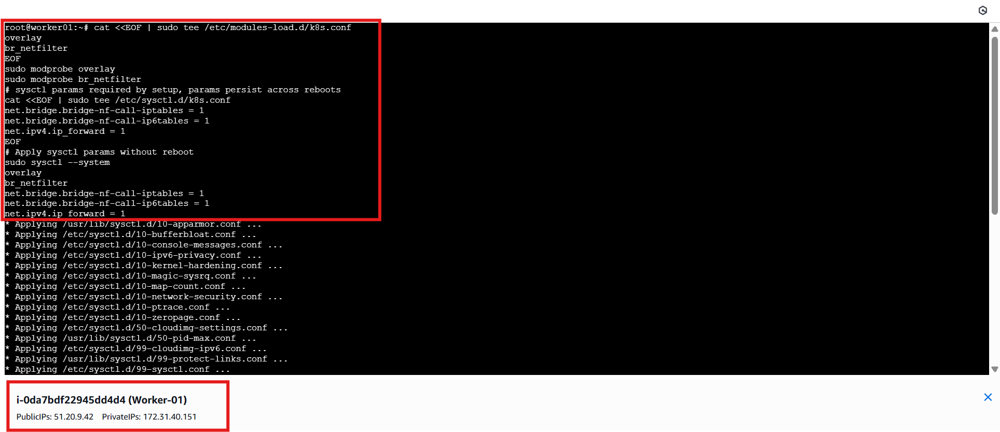 root@worker01:~# cat <<EOF | sudo tee /etc/modules-load.d/k8s.conf
overlay
br_netfilter
EOF
sudo modprobe overlay
sudo modprobe br_netfilter
# sysctl params required by setup, params persist across reboots
cat <<EOF | sudo tee /etc/sysctl.d/k8s.conf
net.bridge.bridge-nf-call-iptables = 1
net.bridge.bridge-nf-call-ip6tables = 1
net.ipv4.ip_forward = 1
EOF
# Apply sysctl params without reboot
sudo sysctl --system
overlay
br_netfilter
net.bridge.bridge-nf-call-iptables = 1
net.bridge.bridge-nf-call-ip6tables = 1
net.ipv4.ip_forward = 1
* Applying /usr/lib/sysctl.d/10-apparmor.conf ...
* Applying /etc/sysctl.d/10-bufferbloat.conf ...
* Applying /etc/sysctl.d/10-console-messages.conf ...
* Applying /etc/sysctl.d/10-ipv6-privacy.conf ...
* Applying /etc/sysctl.d/10-kernel-hardening.conf ...
* Applying /etc/sysctl.d/10-magic-sysrq.conf ...
* Applying /etc/sysctl.d/10-map-count.conf ...
* Applying /etc/sysctl.d/10-network-security.conf ...
* Applying /etc/sysctl.d/10-ptrace.conf ...
* Applying /etc/sysctl.d/10-zeropage.conf ...
* Applying /etc/sysctl.d/50-cloudimg-settings.conf ...
* Applying /usr/lib/sysctl.d/50-pid-max.conf ...
* Applying /etc/sysctl.d/99-cloudimg-ipv6.conf ...
* Applying /usr/lib/sysctl.d/99-protect-links.conf ...
* Applying /etc/sysctl.d/99-sysctl.conf ...
i-0da7bdf22945dd4d4 (Worker-01)
PublicIPs: 51.20.9.42 PrivateIPs: 172.31.40.151